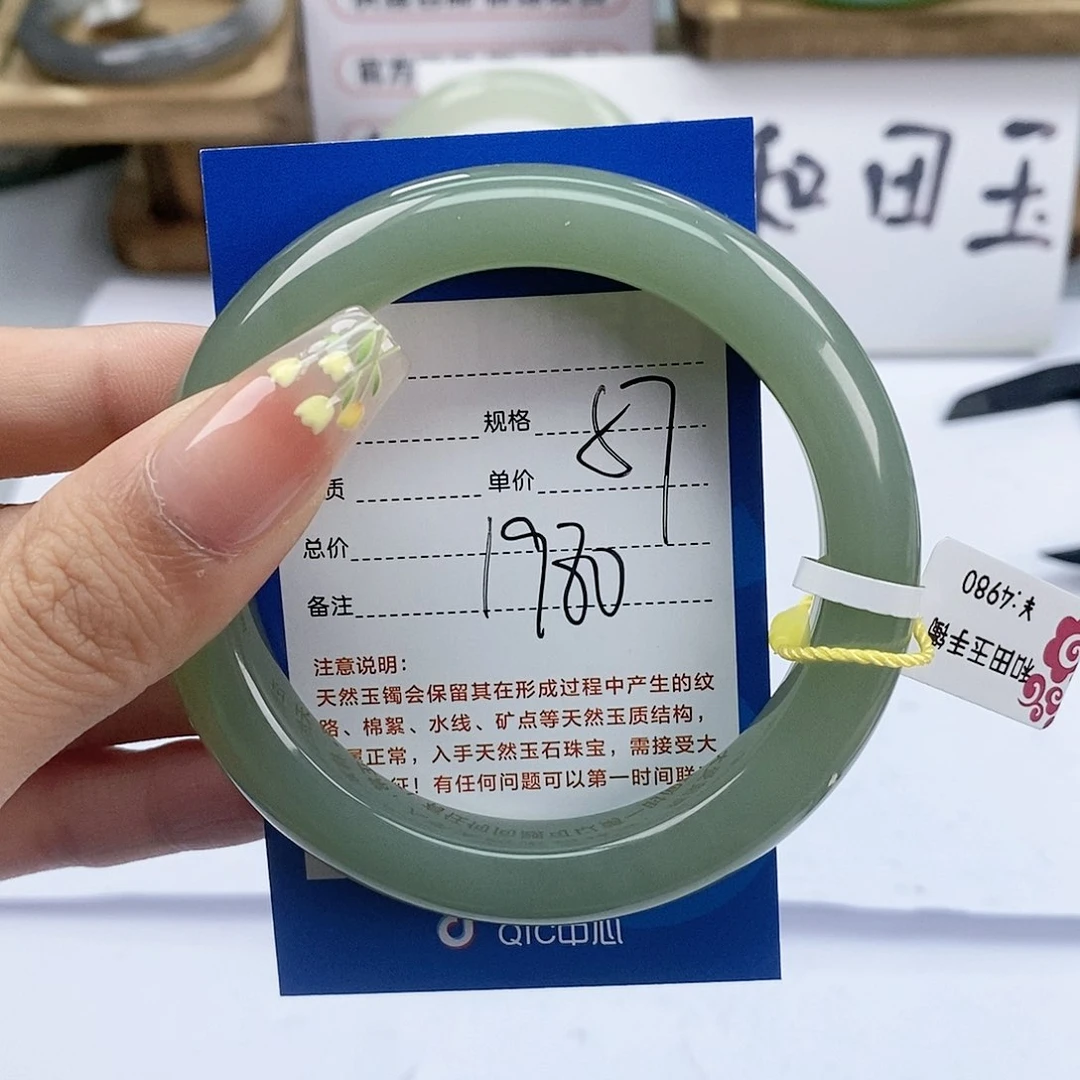 官方
和田玉
规格 87
质 单价
总价 1980
备注
注意说明：
天然玉镯会保留其在形成过程中产生的纹
路、棉絮、水线、矿点等天然玉质结构，
属正常，入手天然玉石珠宝，需接受大
征！有任何问题可以第一时间联
QIC中心
和田玉手镯
¥:4980